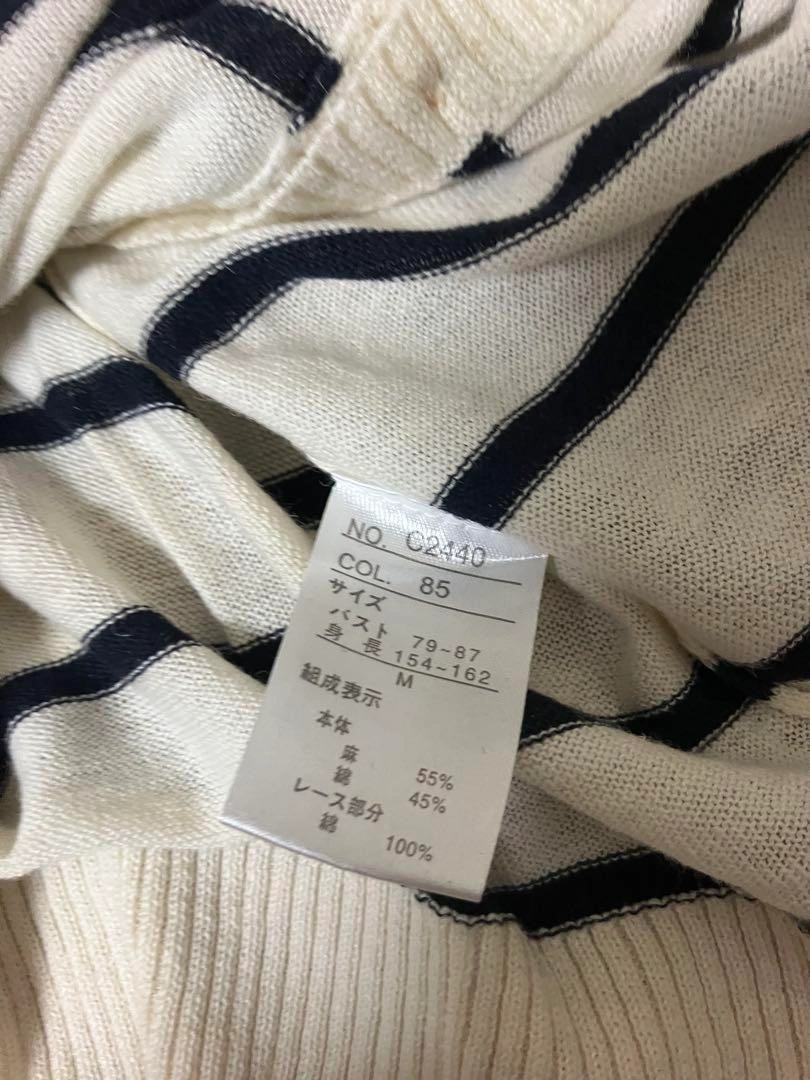 NO. C2440
COL. 85
サイズ
バスト 79~87
身長 154~162
M
組成表示
本体
麻 55%
綿 45%
レース部分
綿 100%